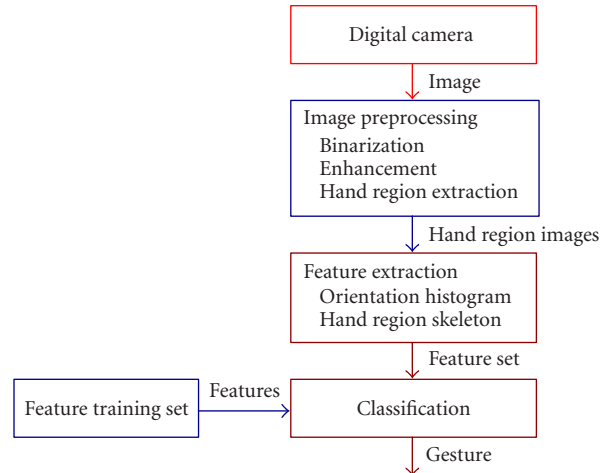 Digital camera
Image
Image preprocessing
Binarization
Enhancement
Hand region extraction
Hand region images
Feature extraction
Orientation histogram
Hand region skeleton
Feature set
Feature training set
Features
Classification
Gesture